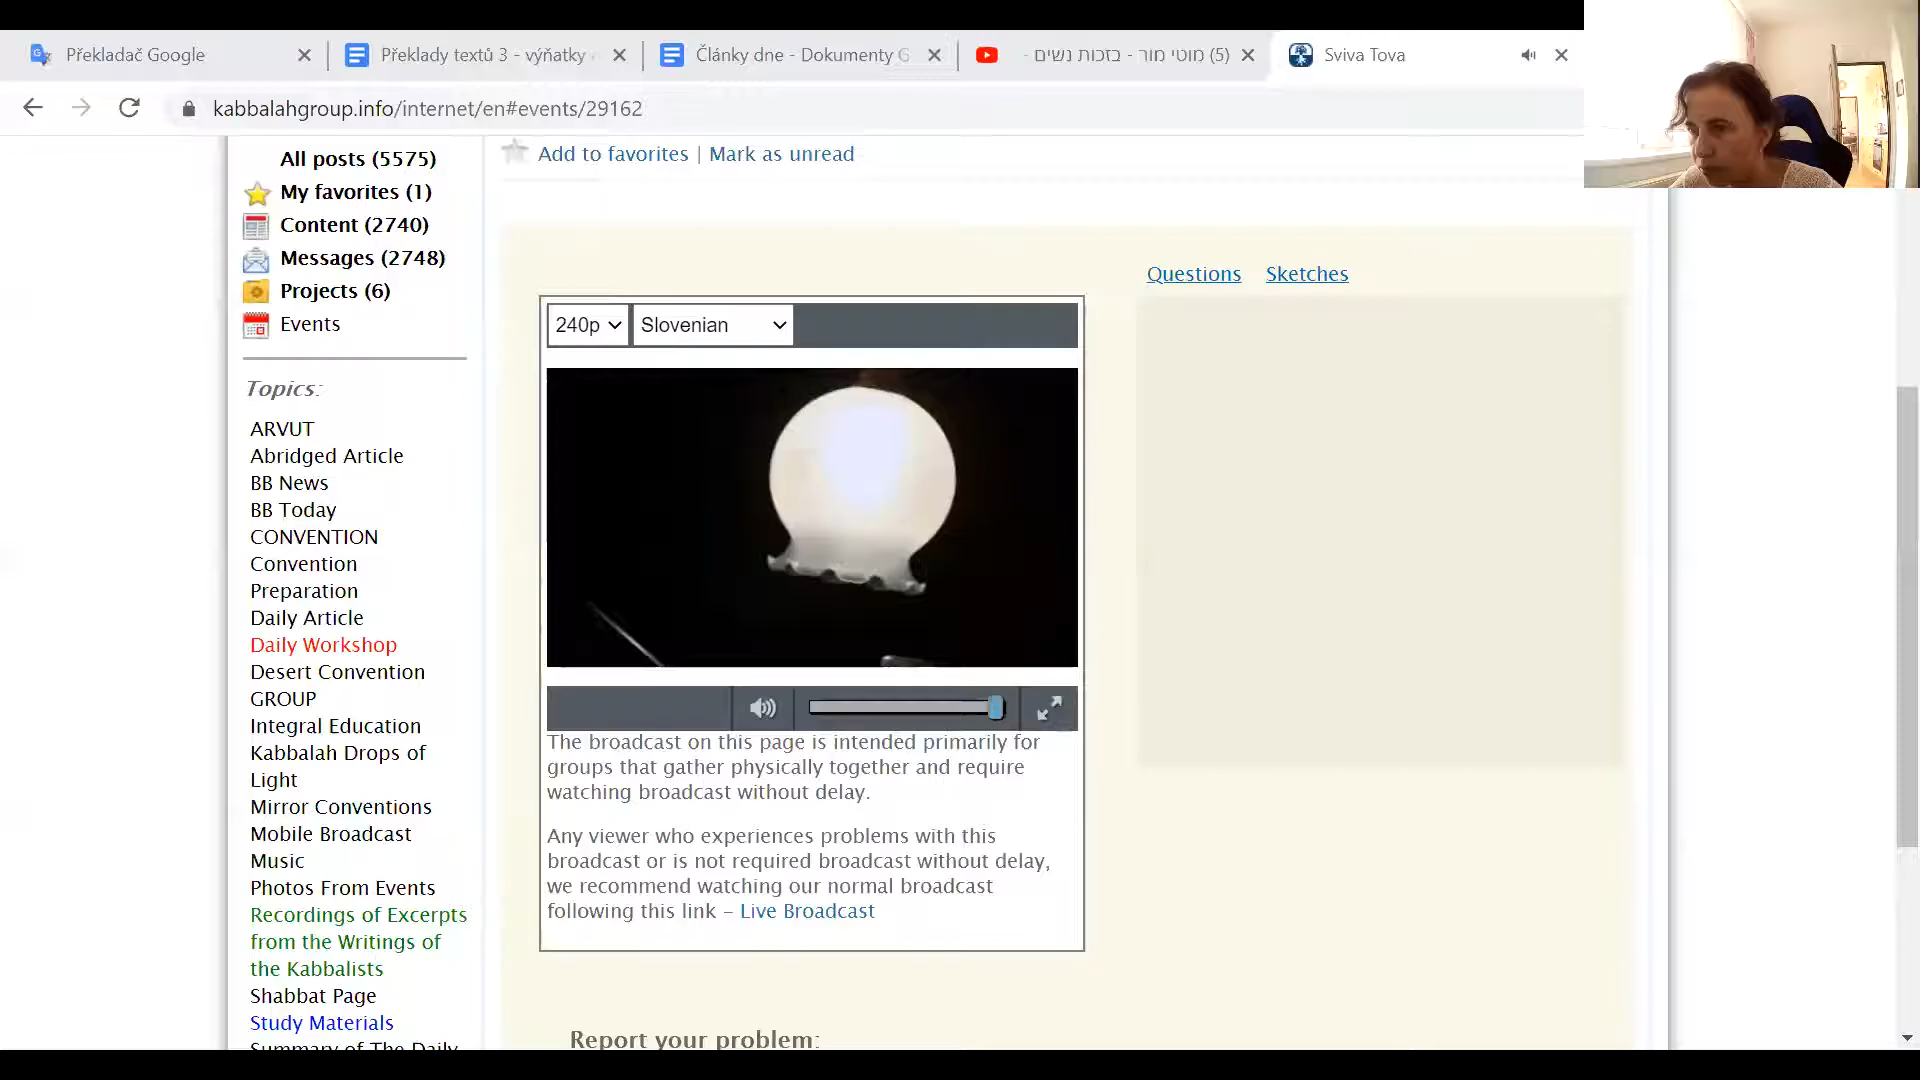 Překladač Google
Překlady textů 3 - výňatky
Články dne - Dokumenty G
(5) מוטי מור - בזכות נשים -
Sviva Tova
kabbalahgroup.info/internet/en#events/29162
All posts (5575)
My favorites (1)
Content (2740)
Messages (2748)
Projects (6)
Events
Topics:
ARVUT
Abridged Article
BB News
BB Today
CONVENTION
Convention
Preparation
Daily Article
Daily Workshop
Desert Convention
GROUP
Integral Education
Kabbalah Drops of
Light
Mirror Conventions
Mobile Broadcast
Music
Photos From Events
Recordings of Excerpts
from the Writings of
the Kabbalists
Shabbat Page
Study Materials
Summary of The Daily
Add to favorites | Mark as unread
Questions Sketches
240p Slovenian
The broadcast on this page is intended primarily for
groups that gather physically together and require
watching broadcast without delay.
Any viewer who experiences problems with this
broadcast or is not required broadcast without delay,
we recommend watching our normal broadcast
following this link – Live Broadcast
Report your problem: